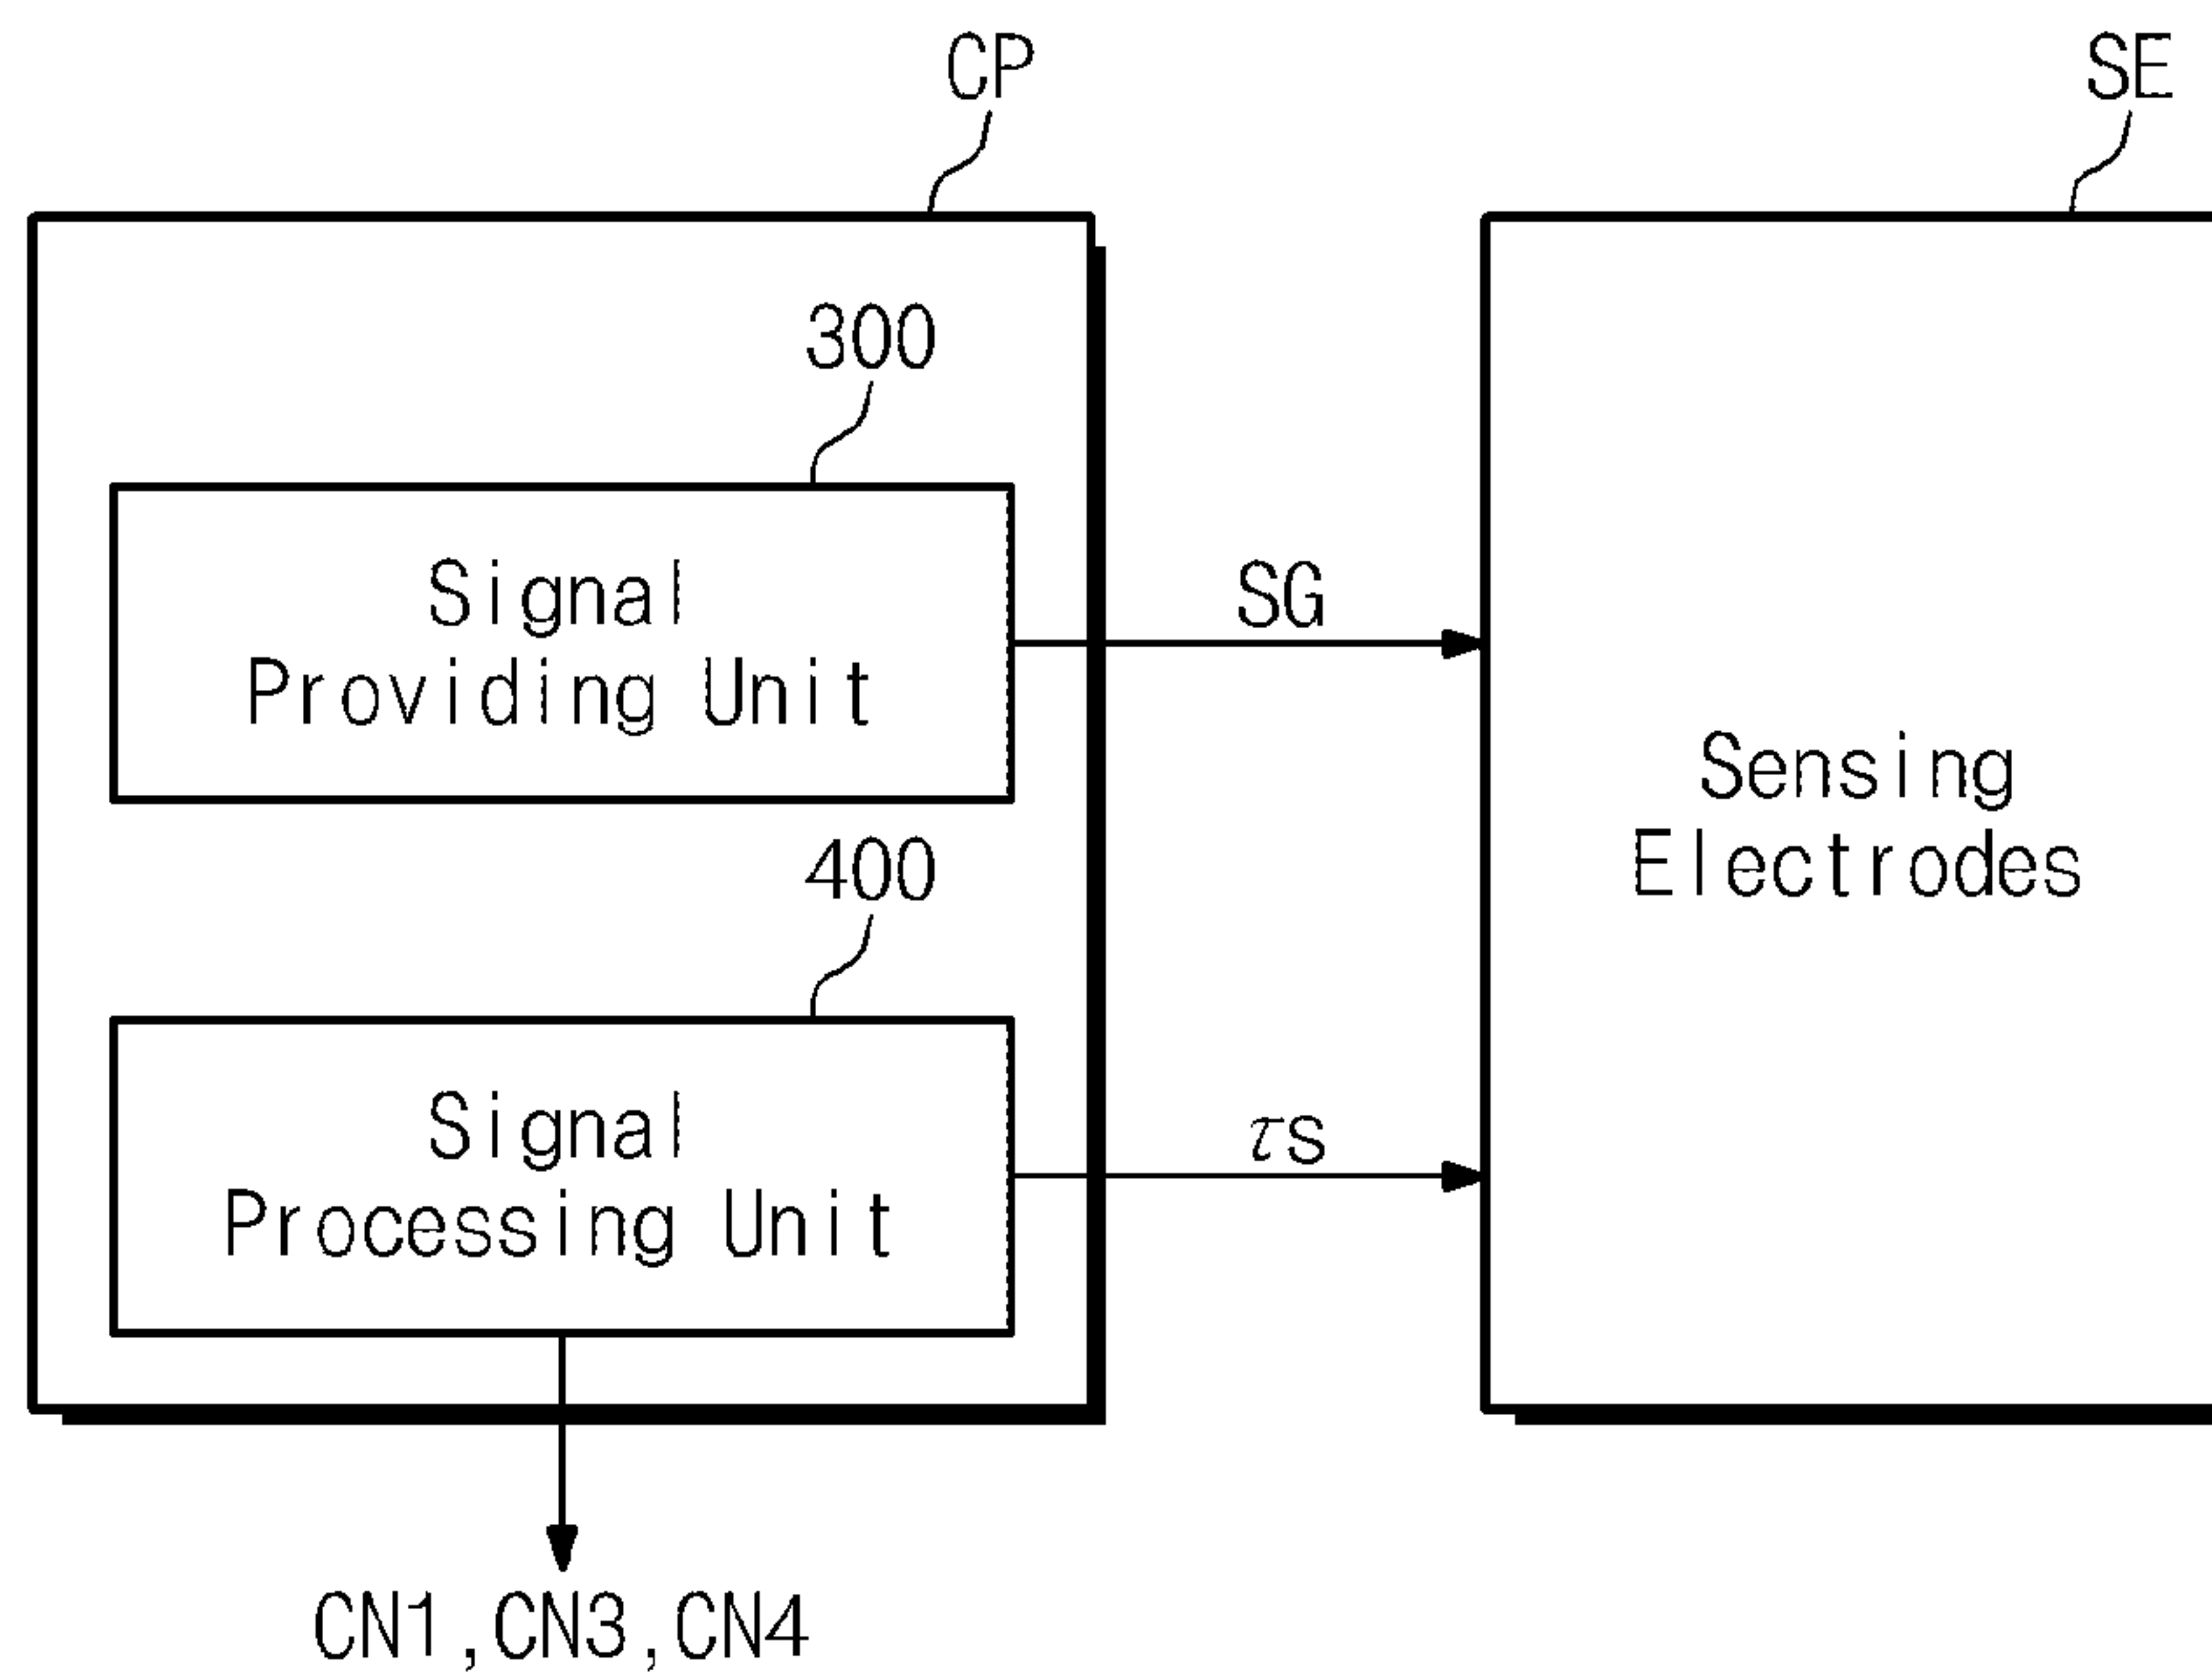 CP
SE
300
Signal
Providing Unit
SG
Sensing
Electrodes
400
Signal
Processing Unit
τs
CN1,CN3,CN4